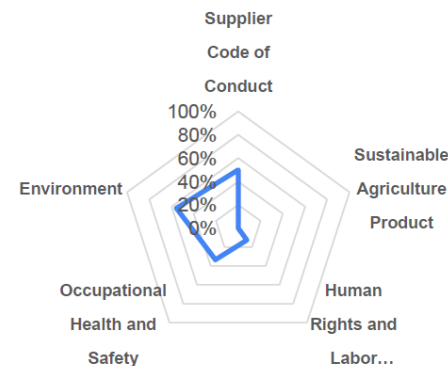 Supplier
Code of
Conduct
100%
80%
60%
40%
20%
0%
Sustainable
Agriculture
Product
Human
Rights and
Labor…
Occupational
Health and
Safety
Environment